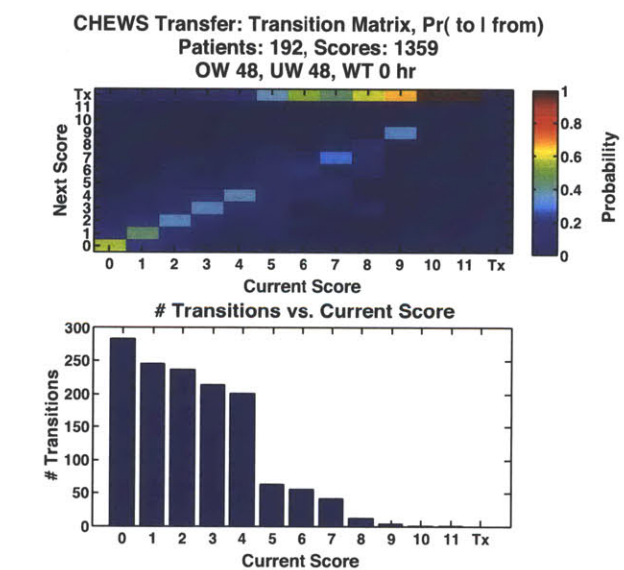 CHEWS Transfer: Transition Matrix, Pr( to l from)
Patients: 192, Scores: 1359
OW 48, UW 48, WT 0 hr
Tx
11
10
9
8
7
6
5
4
3
2
1
0
Next Score
0 1 2 3 4 5 6 7 8 9 10 11 Tx
Current Score
1
0.8
0.6
0.4
0.2
0
Probability
# Transitions vs. Current Score
300
250
200
150
100
50
0
# Transitions
0 1 2 3 4 5 6 7 8 9 10 11 Tx
Current Score